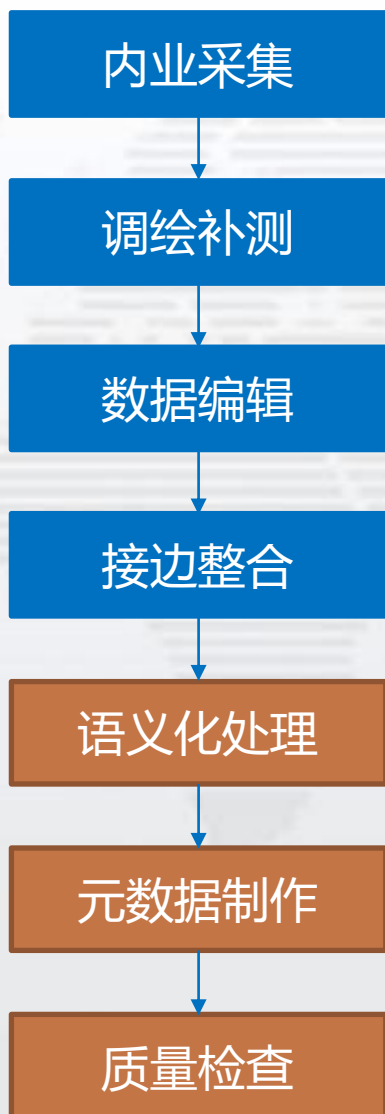 内业采集
调绘补测
数据编辑
接边整合
语义化处理
元数据制作
质量检查